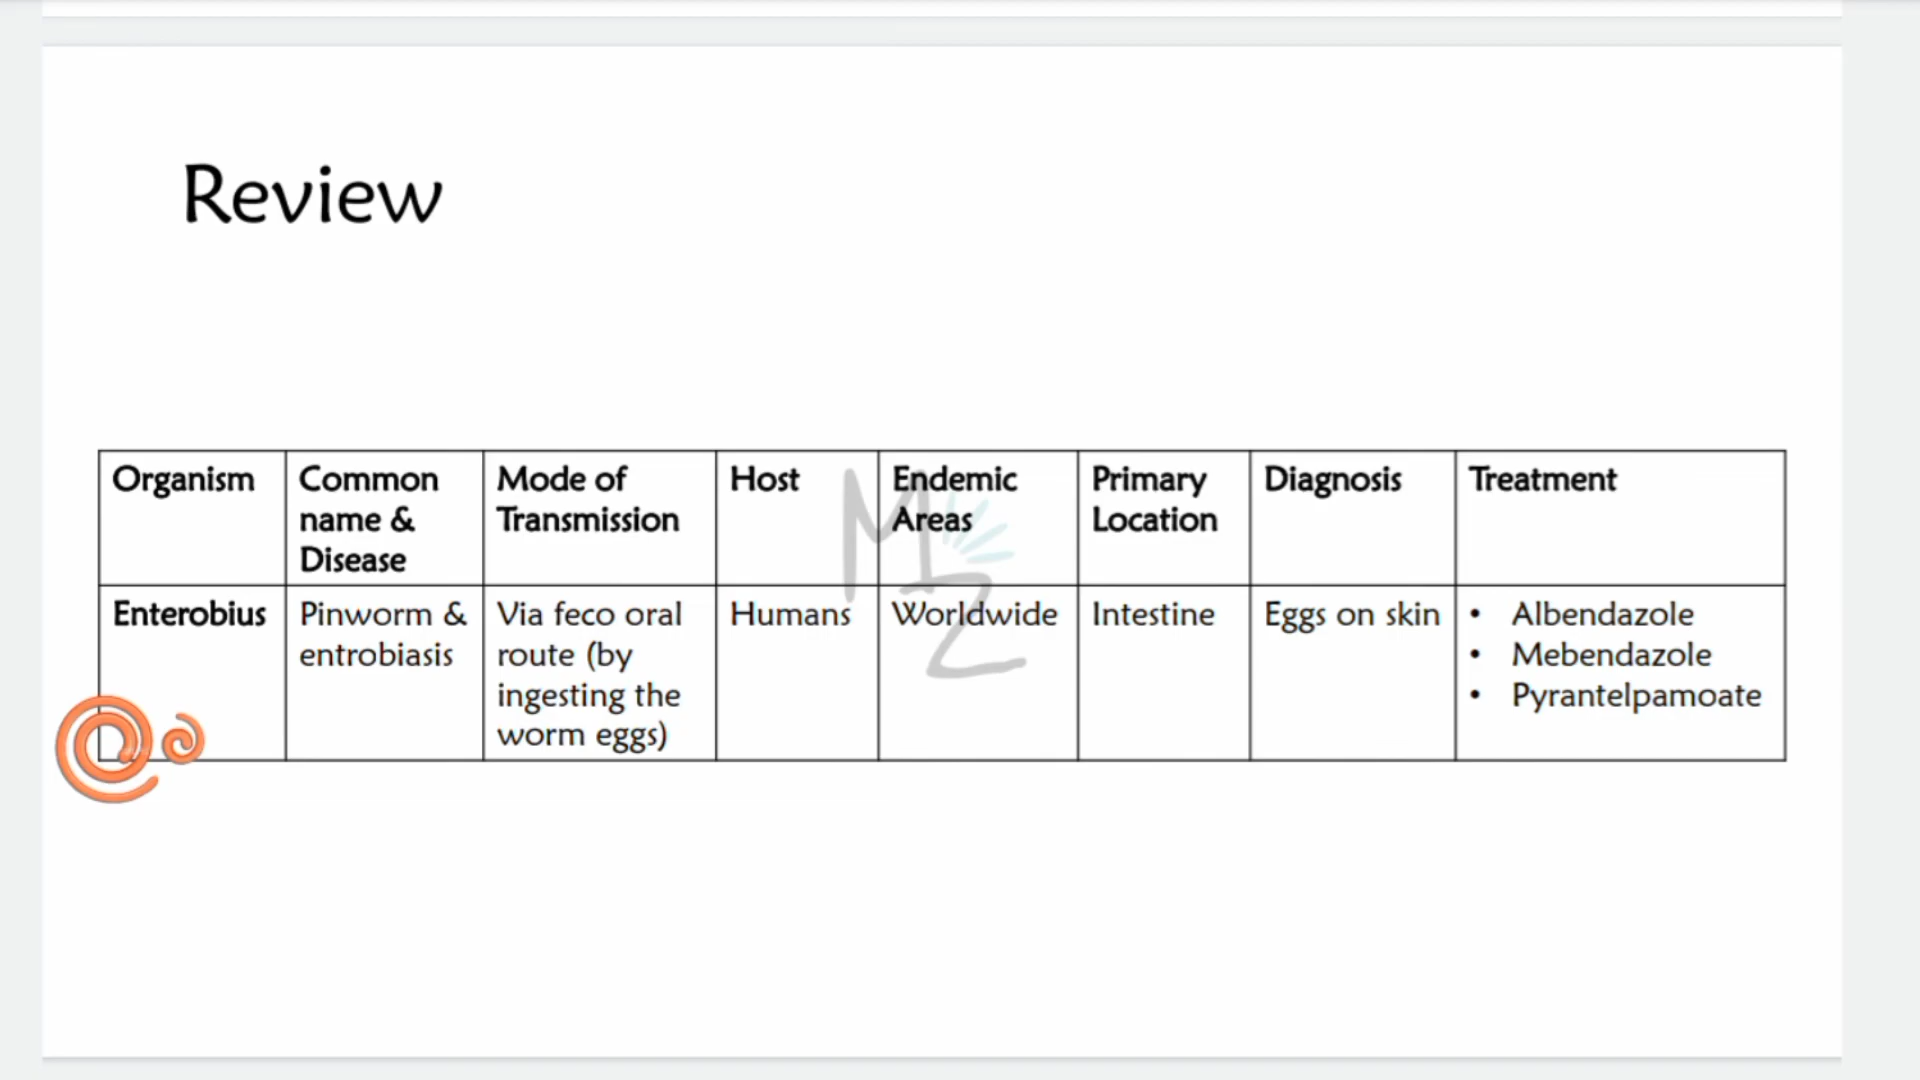 Review
Organism
Common
name &
Disease
Mode of
Transmission
Host
Endemic
Areas
Primary
Location
Diagnosis
Treatment
Enterobius
Pinworm &
entrobiasis
Via feco oral
route (by
ingesting the
worm eggs)
Humans
Worldwide
Intestine
Eggs on skin
• Albendazole
• Mebendazole
• Pyrantelpamoate
MZ